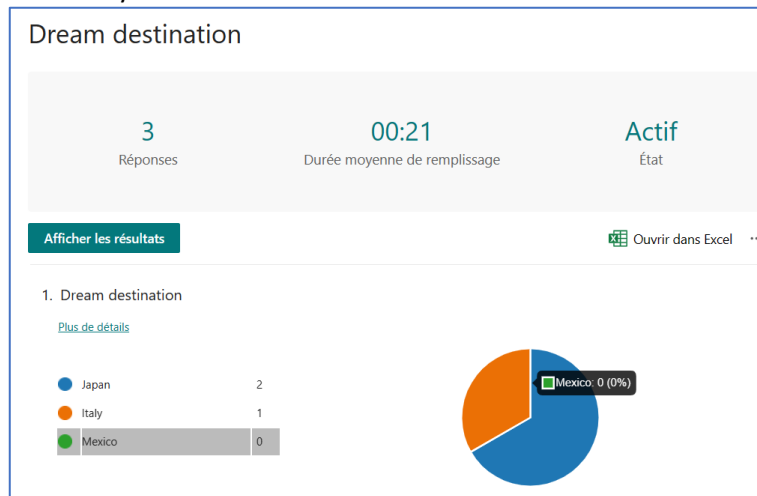 Dream destination
3
Réponses
00:21
Durée moyenne de remplissage
Actif
État
Afficher les résultats
Ouvrir dans Excel
1. Dream destination
Plus de détails
Japan 2
Italy 1
Mexico 0
Mexico: 0 (0%)